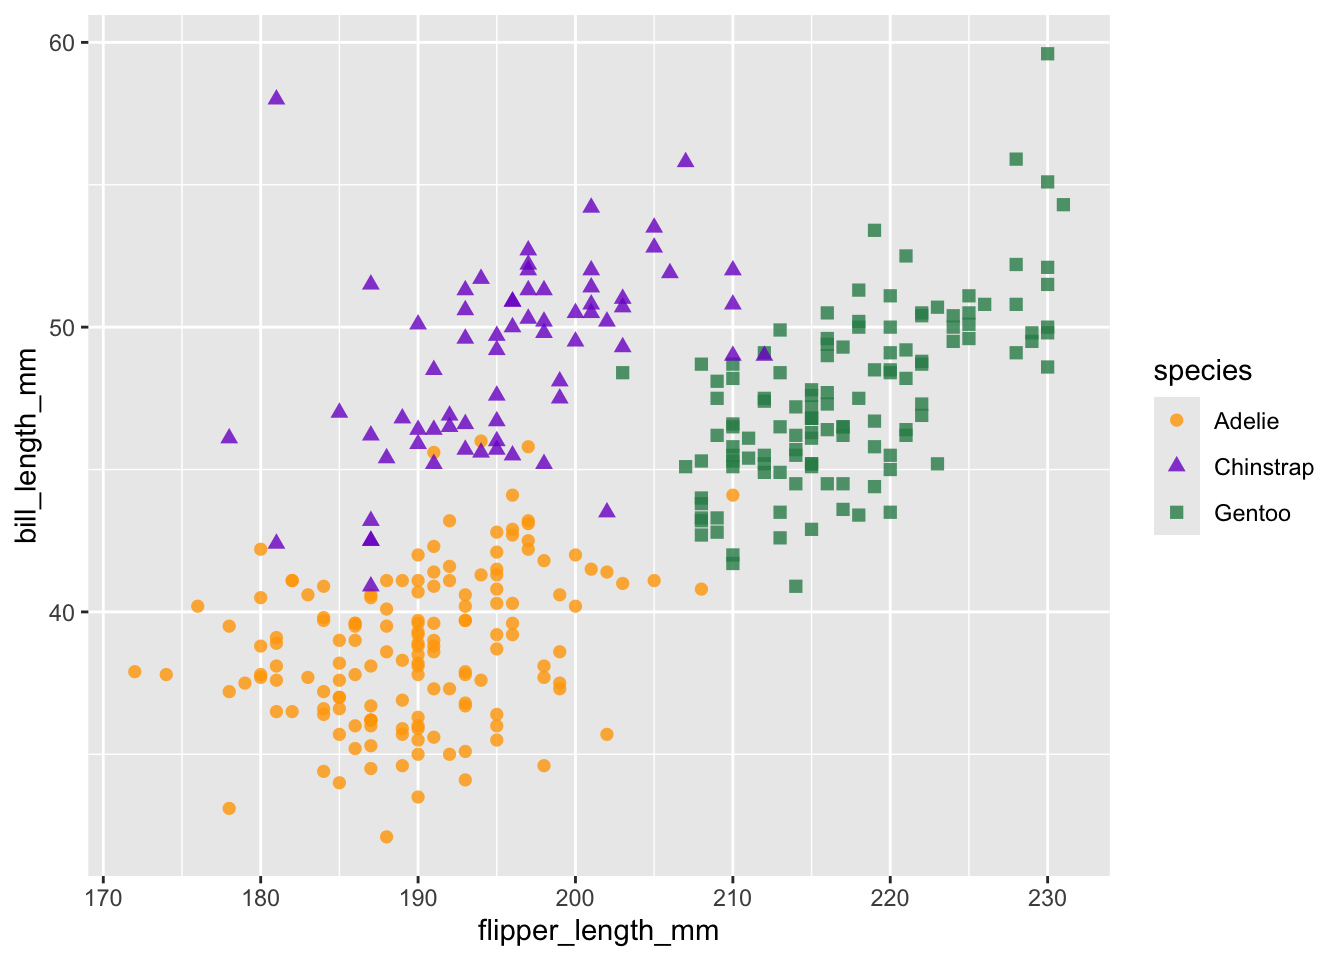 60
50
40
bill_length_mm
170 180 190 200 210 220 230
flipper_length_mm
species
Adelie
Chinstrap
Gentoo